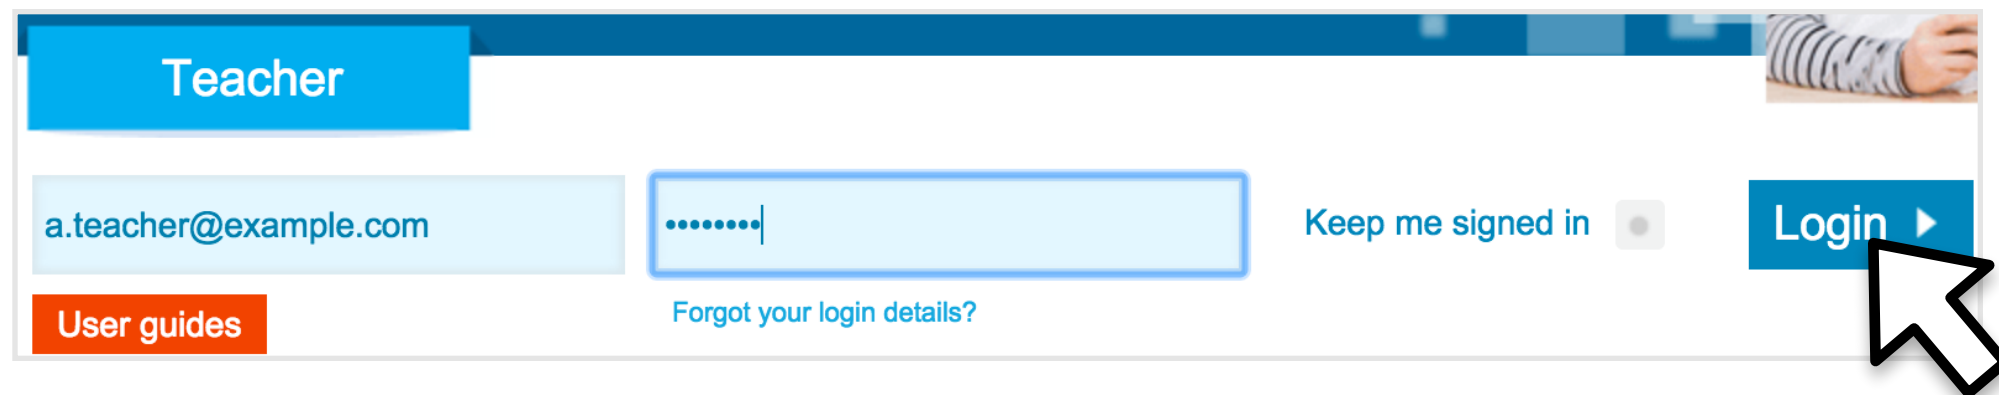 Teacher
a.teacher@example.com
••••••••
Keep me signed in
Login
User guides
Forgot your login details?